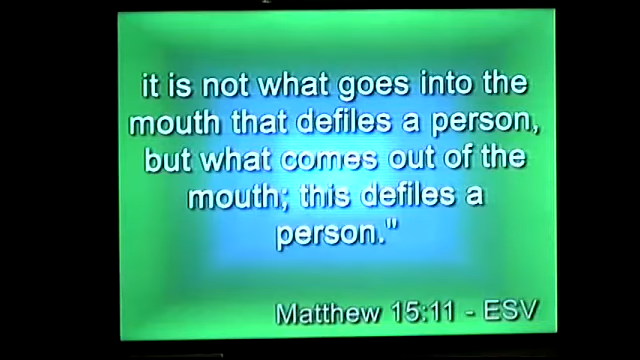 it is not what goes into the
mouth that defiles a person,
but what comes out of the
mouth; this defiles a
person."
Matthew 15:11 - ESV